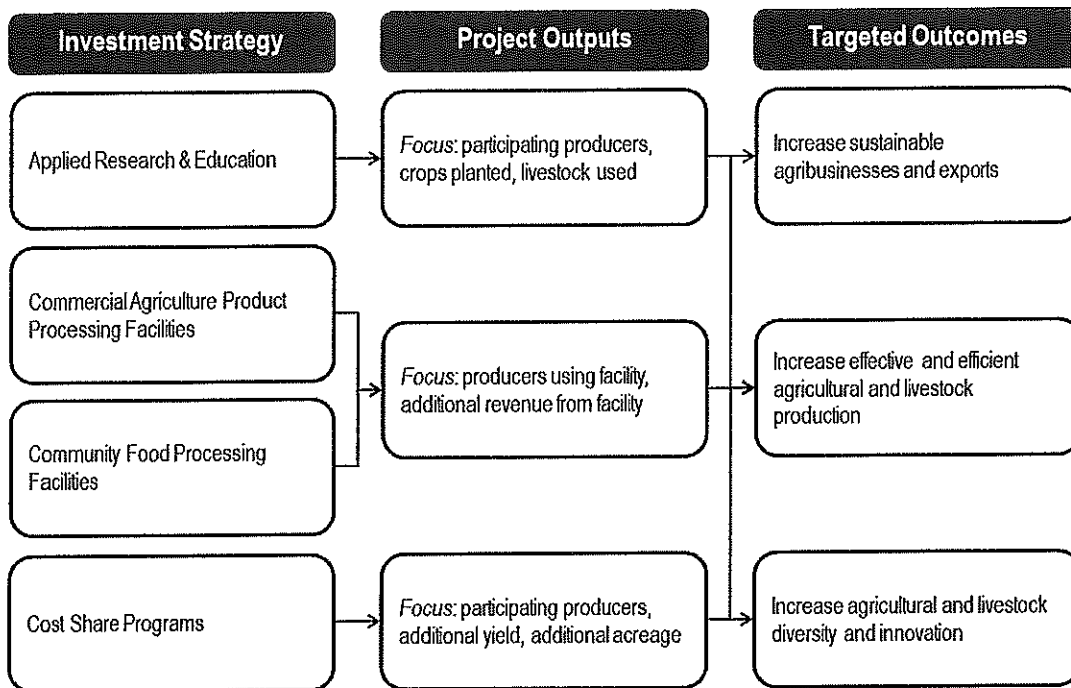 Investment Strategy
Project Outputs
Targeted Outcomes
Applied Research & Education
Focus: participating producers,
crops planted, livestock used
Increase sustainable
agribusinesses and exports
Commercial Agriculture Product
Processing Facilities
Focus: producers using facility,
additional revenue from facility
Increase effective and efficient
agricultural and livestock
production
Community Food Processing
Facilities
Cost Share Programs
Focus: participating producers,
additional yield, additional acreage
Increase agricultural and livestock
diversity and innovation